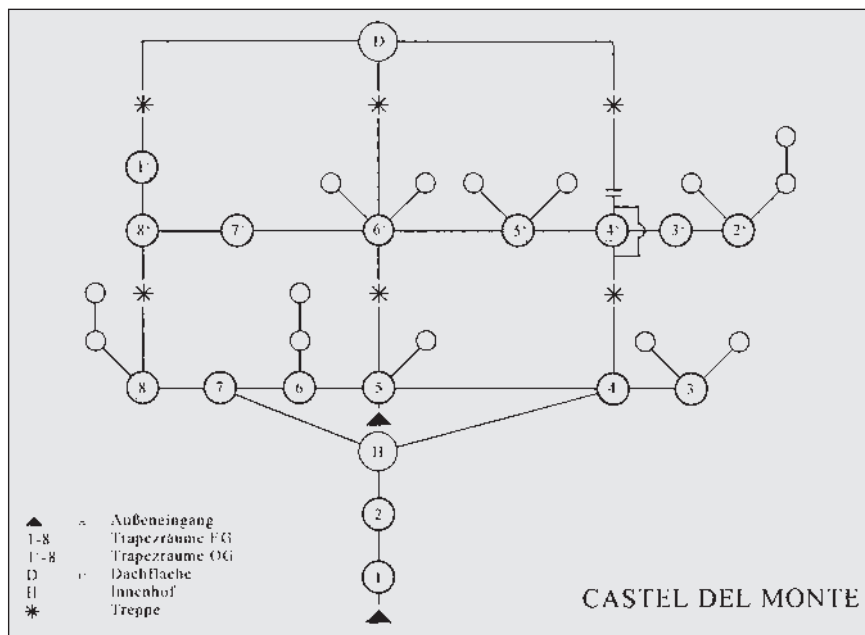 D
1'
8'
7'
6'
5'
4'
3'
2'
8
7
6
5
4
3
H
2
1
▲ = Außeneingang
1-8 Trapezräume EG
1'-8' Trapezräume OG
D = Dachfläche
H Innenhof
✳ Treppe
CASTEL DEL MONTE